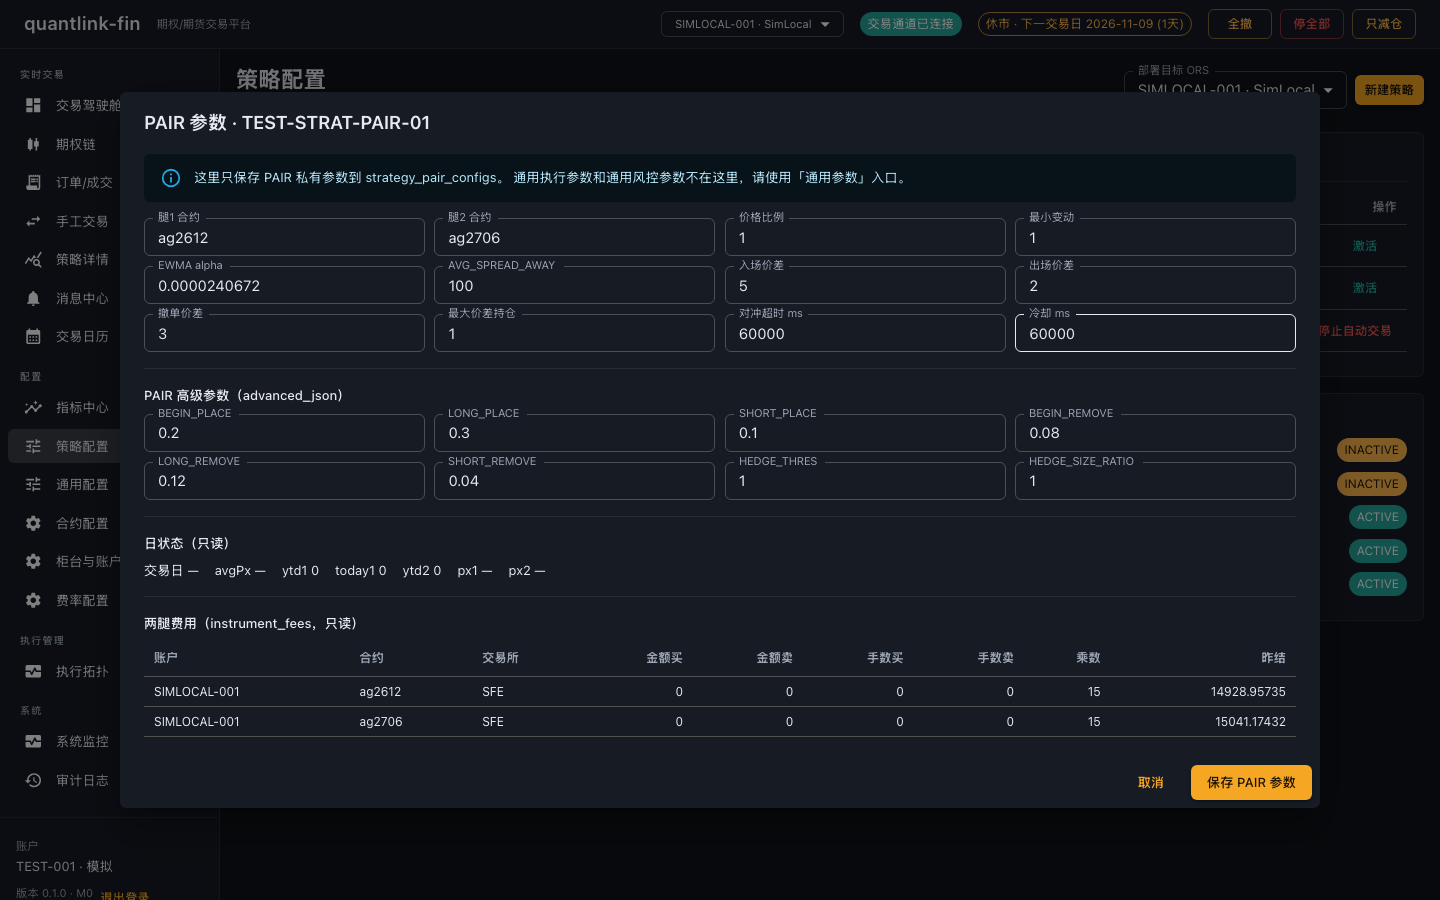 quantlink-fin 期权/期货交易平台 SIMLOCAL-001 · SimLocal 交易通道已连接 休市 · 下一交易日 2026-11-09 (1天) 全撤 停全部 只减仓
实时交易
交易驾驶舱
期权链
订单/成交
手工交易
策略详情
消息中心
交易日历
配置
指标中心
策略配置
通用配置
合约配置
柜台与账户
费率配置
执行管理
执行拓扑
系统
系统监控
审计日志
账户
TEST-001 · 模拟
版本 0.1.0 · M0 退出登录
策略配置
部署目标 ORS
SIMLOCAL-001 · SimLocal
新建策略
操作
激活
激活
停止自动交易
INACTIVE
INACTIVE
ACTIVE
ACTIVE
ACTIVE
PAIR 参数 · TEST-STRAT-PAIR-01
这里只保存 PAIR 私有参数到 strategy_pair_configs。 通用执行参数和通用风控参数不在这里，请使用「通用参数」入口。
腿1 合约 腿2 合约 价格比例 最小变动
ag2612 ag2706 1 1
EWMA alpha AVG_SPREAD_AWAY 入场价差 出场价差
0.0000240672 100 5 2
撤单价差 最大价差持仓 对冲超时 ms 冷却 ms
3 1 60000 60000
PAIR 高级参数（advanced_json）
BEGIN_PLACE LONG_PLACE SHORT_PLACE BEGIN_REMOVE
0.2 0.3 0.1 0.08
LONG_REMOVE SHORT_REMOVE HEDGE_THRES HEDGE_SIZE_RATIO
0.12 0.04 1 1
日状态（只读）
交易日 — avgPx — ytd1 0 today1 0 ytd2 0 px1 — px2 —
两腿费用（instrument_fees，只读）
账户 合约 交易所 金额买 金额卖 手数买 手数卖 乘数 昨结
SIMLOCAL-001 ag2612 SFE 0 0 0 0 15 14928.95735
SIMLOCAL-001 ag2706 SFE 0 0 0 0 15 15041.17432
取消 保存 PAIR 参数